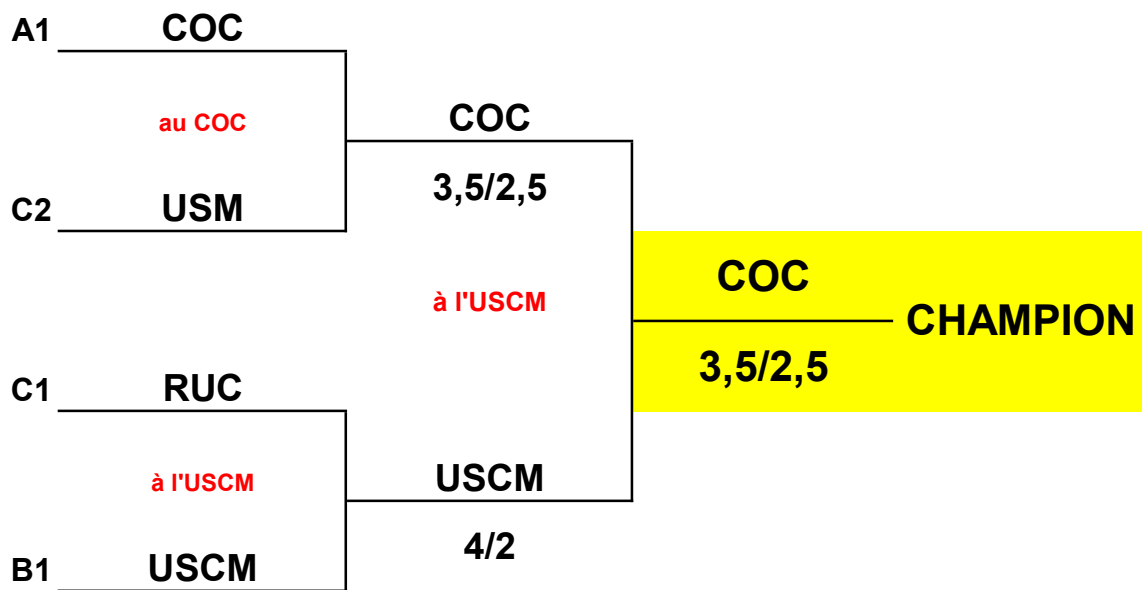 A1 COC
au COC
COC
3,5/2,5
C2 USM
COC
à l'USCM
CHAMPION
3,5/2,5
C1 RUC
USCM
à l'USCM
4/2
B1 USCM